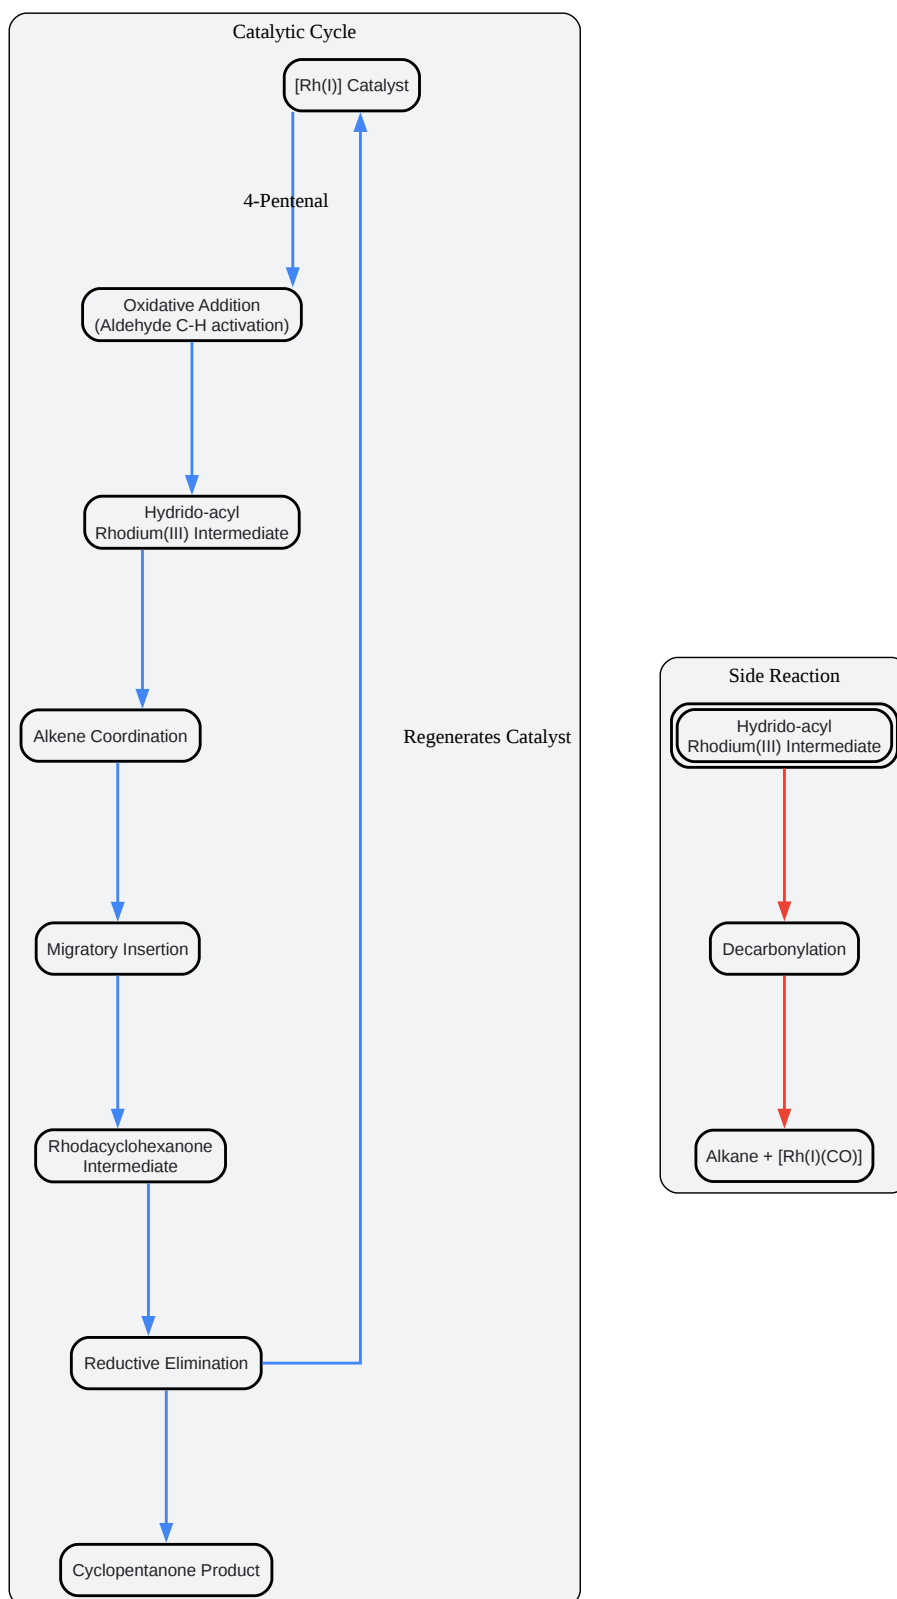 Catalytic Cycle
[Rh(I)] Catalyst
4-Pentenal
Oxidative Addition
(Aldehyde C-H activation)
Hydrido-acyl
Rhodium(III) Intermediate
Alkene Coordination
Regenerates Catalyst
Migratory Insertion
Rhodacyclohexanone
Intermediate
Reductive Elimination
Cyclopentanone Product
Side Reaction
Hydrido-acyl
Rhodium(III) Intermediate
Decarbonylation
Alkane + [Rh(I)(CO)]